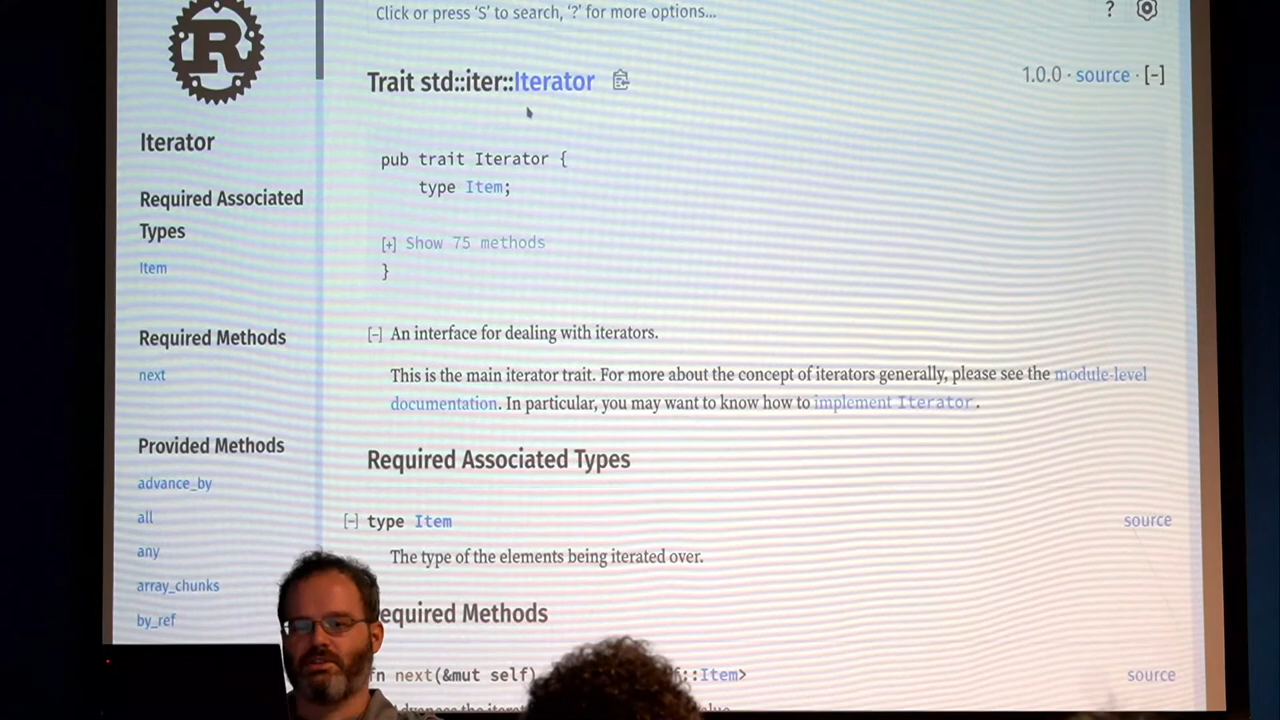 Click or press ‘S’ to search, ‘?’ for more options…
?
R
Trait std::iter::Iterator
1.0.0 · source · [−]
Iterator
pub trait Iterator {
type Item;
Required Associated
Types
[+] Show 75 methods
}
Item
[−] An interface for dealing with iterators.
Required Methods
This is the main iterator trait. For more about the concept of iterators generally, please see the module-level
next
documentation. In particular, you may want to know how to implement Iterator.
Provided Methods
Required Associated Types
advance_by
all
[−] type Item
source
any
The type of the elements being iterated over.
array_chunks
equired Methods
by_ref
fn next(&mut self)
::Item>
source